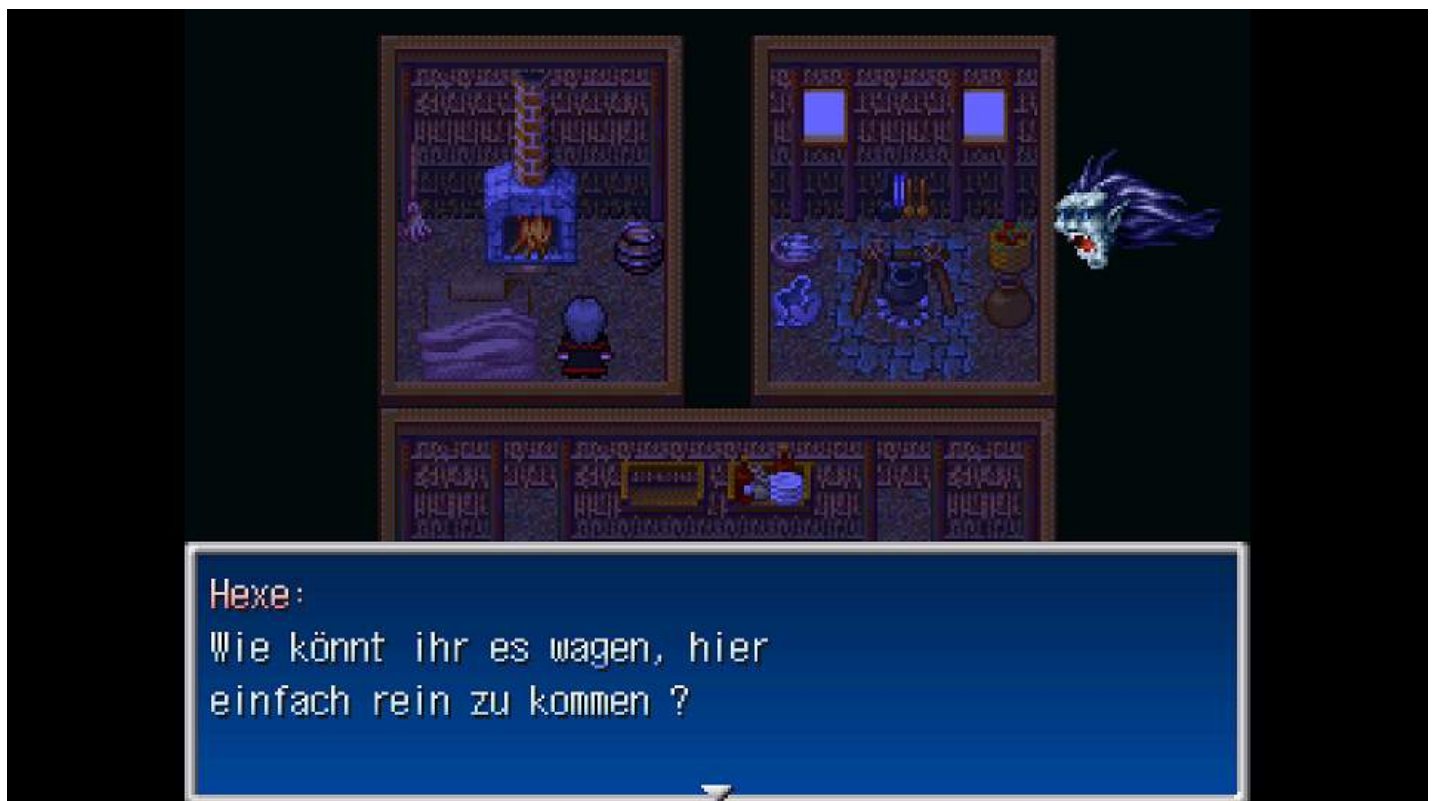 Hexe:
Wie könnt ihr es wagen, hier
einfach rein zu kommen ?